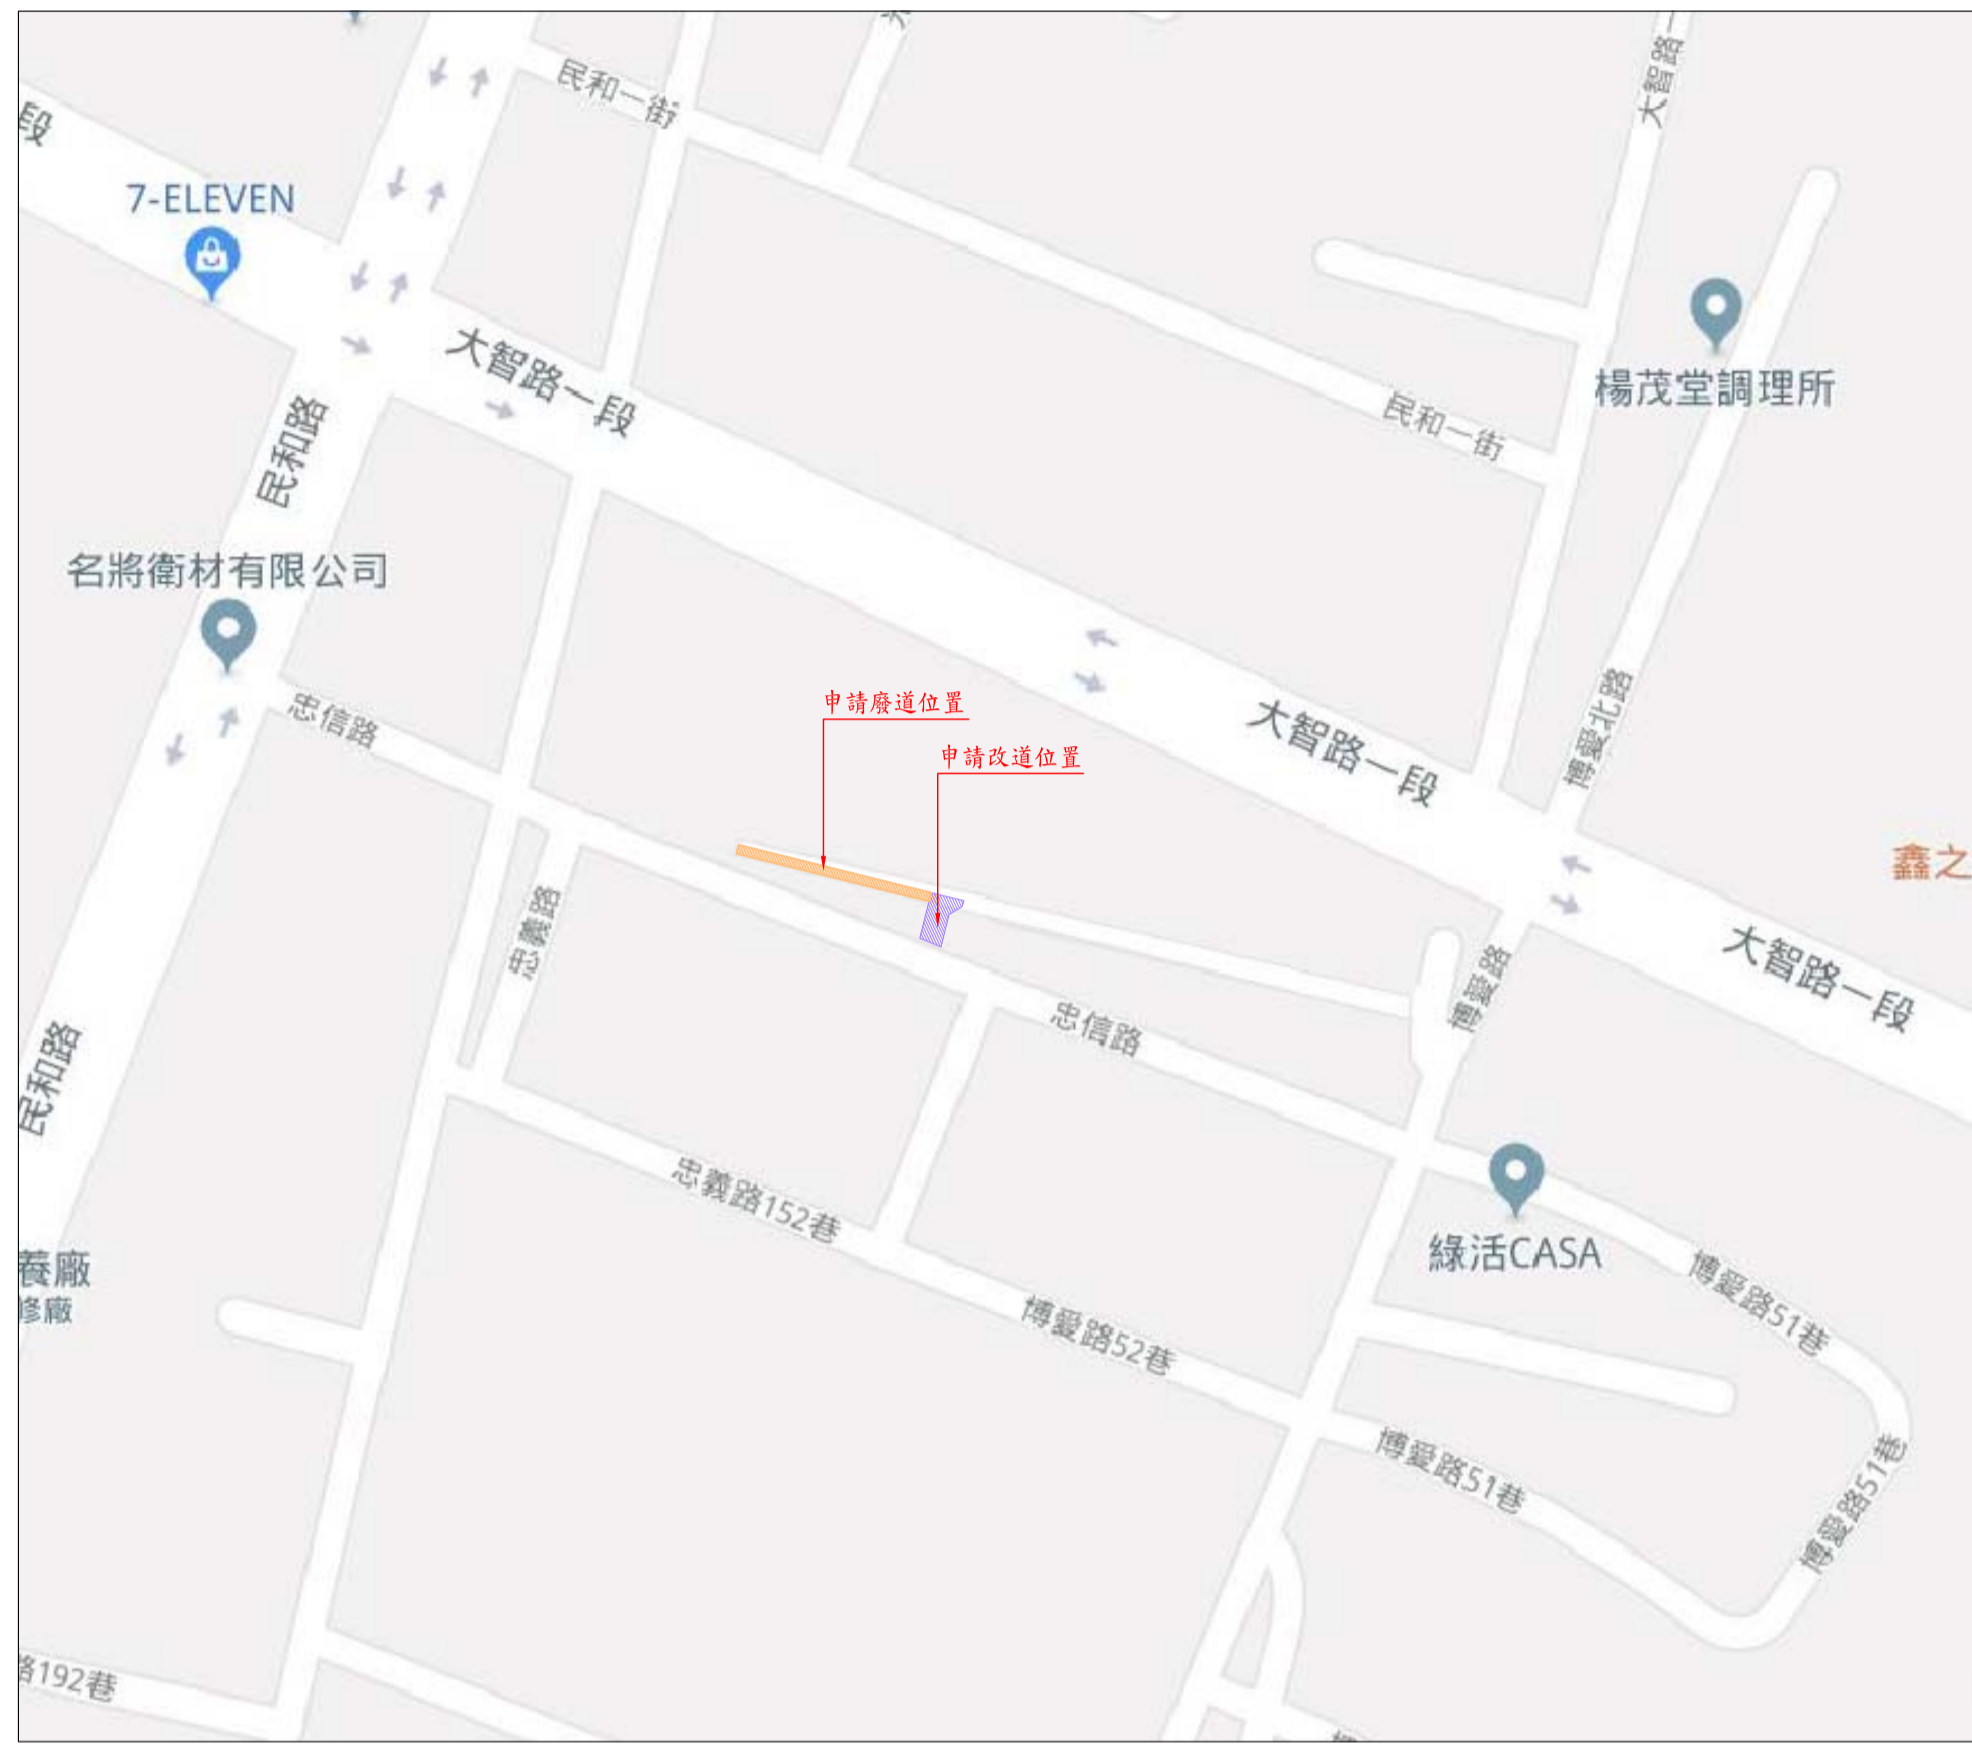 民和一街
大智路一
段
7-ELEVEN
大智路一段
楊茂堂調理所
民和路
民和一街
名將衛材有限公司
忠信路
申請廢道位置
申請改道位置
大智路一段
博愛北路
鑫之
忠義路
博愛路
大智路一段
忠信路
民和路
忠義路152巷
綠活CASA
養廠
修廠
博愛路52巷
博愛路51巷
博愛路51巷
博愛路51巷
路192巷